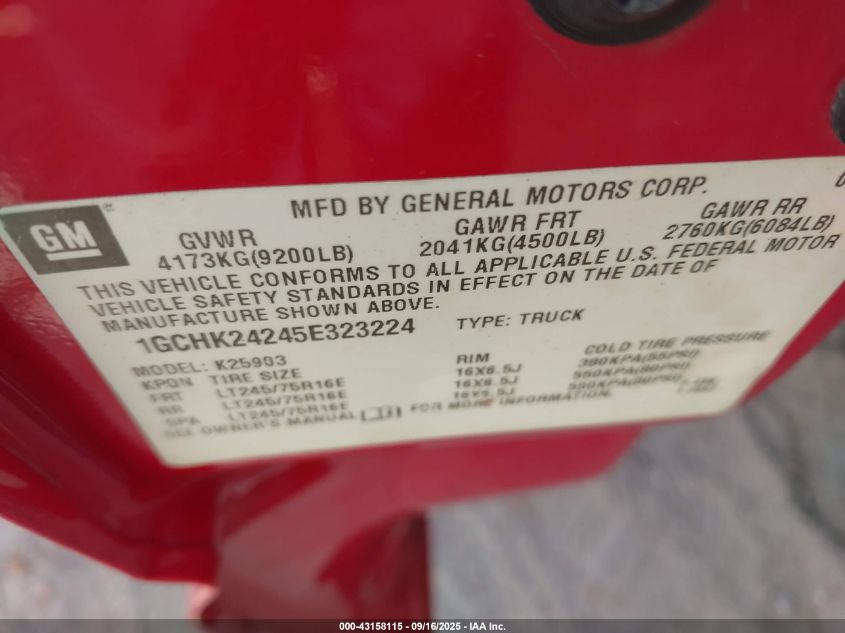 MFD BY GENERAL MOTORS CORP.
GM
GVWR GAWR FRT GAWR RR
4173KG(9200LB) 2041KG(4500LB) 2760KG(6084LB)
THIS VEHICLE CONFORMS TO ALL APPLICABLE U.S. FEDERAL MOTOR
VEHICLE SAFETY STANDARDS IN EFFECT ON THE DATE OF
MANUFACTURE SHOWN ABOVE.
1GCHK24245E323224 TYPE: TRUCK
MODEL: K25903
KPON TIRE SIZE RIM COLD TIRE PRESSURE
FRT LT245/75R16E 16X6.5J 380KPA(55PSI)
RR LT245/75R16E 16X6.5J 550KPA(80PSI)
SPA LT245/75R16E 16X6.5J 550KPA(80PSI)
SEE OWNER'S MANUAL FOR MORE INFORMATION.
000-43158115 - 09/16/2025 - IAA Inc.